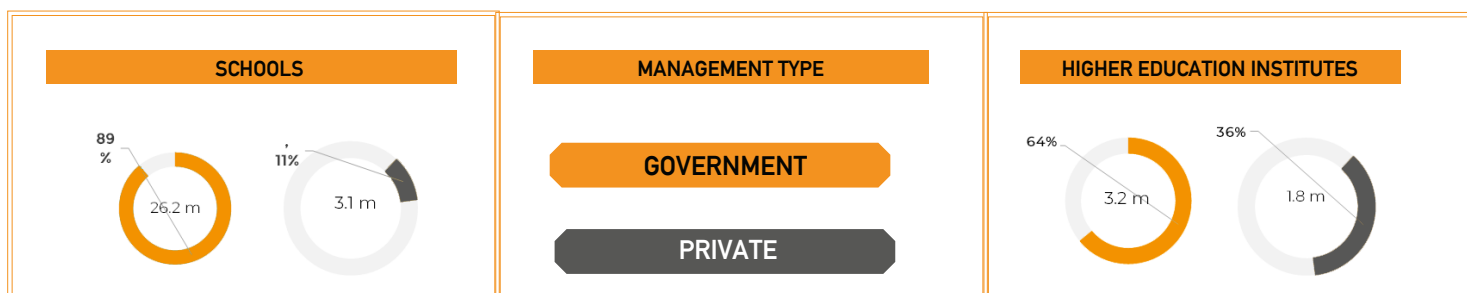 SCHOOLS
89
%
26.2 m
,
11%
3.1 m
MANAGEMENT TYPE
GOVERNMENT
PRIVATE
HIGHER EDUCATION INSTITUTES
64%
3.2 m
36%
1.8 m